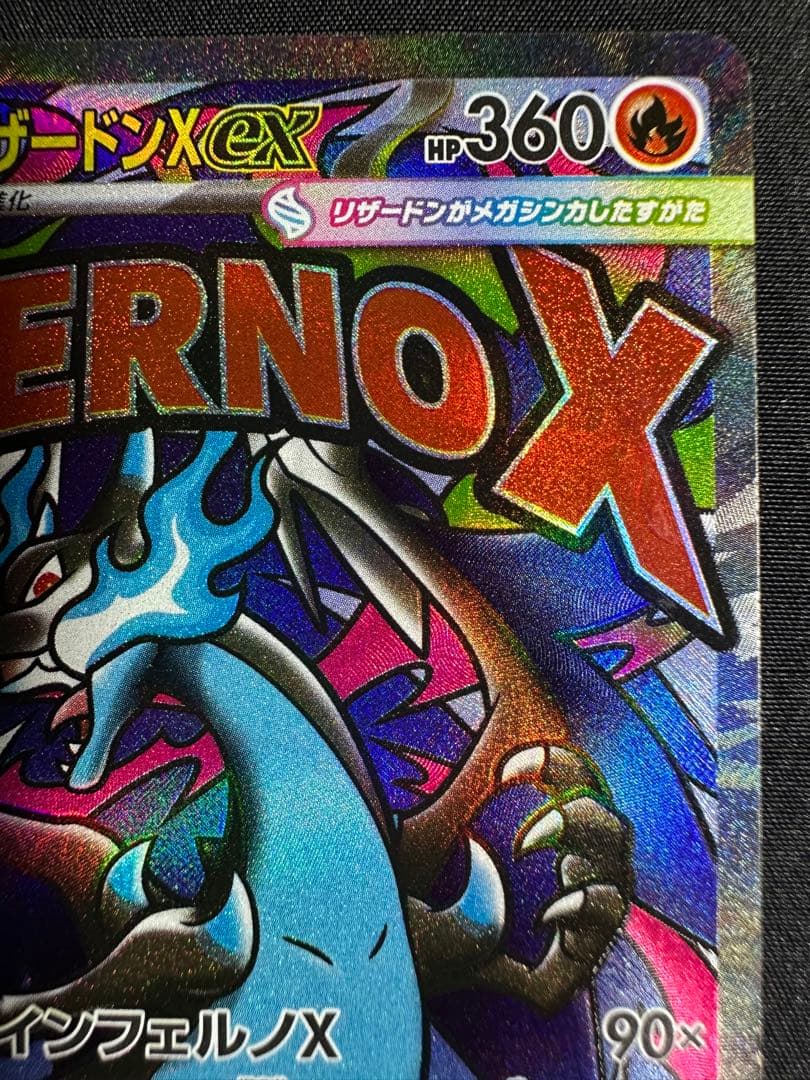 ザードンXex HP360
進化
リザードンがメガシンカしたすがた
ERNO X
インフェルノX 90×